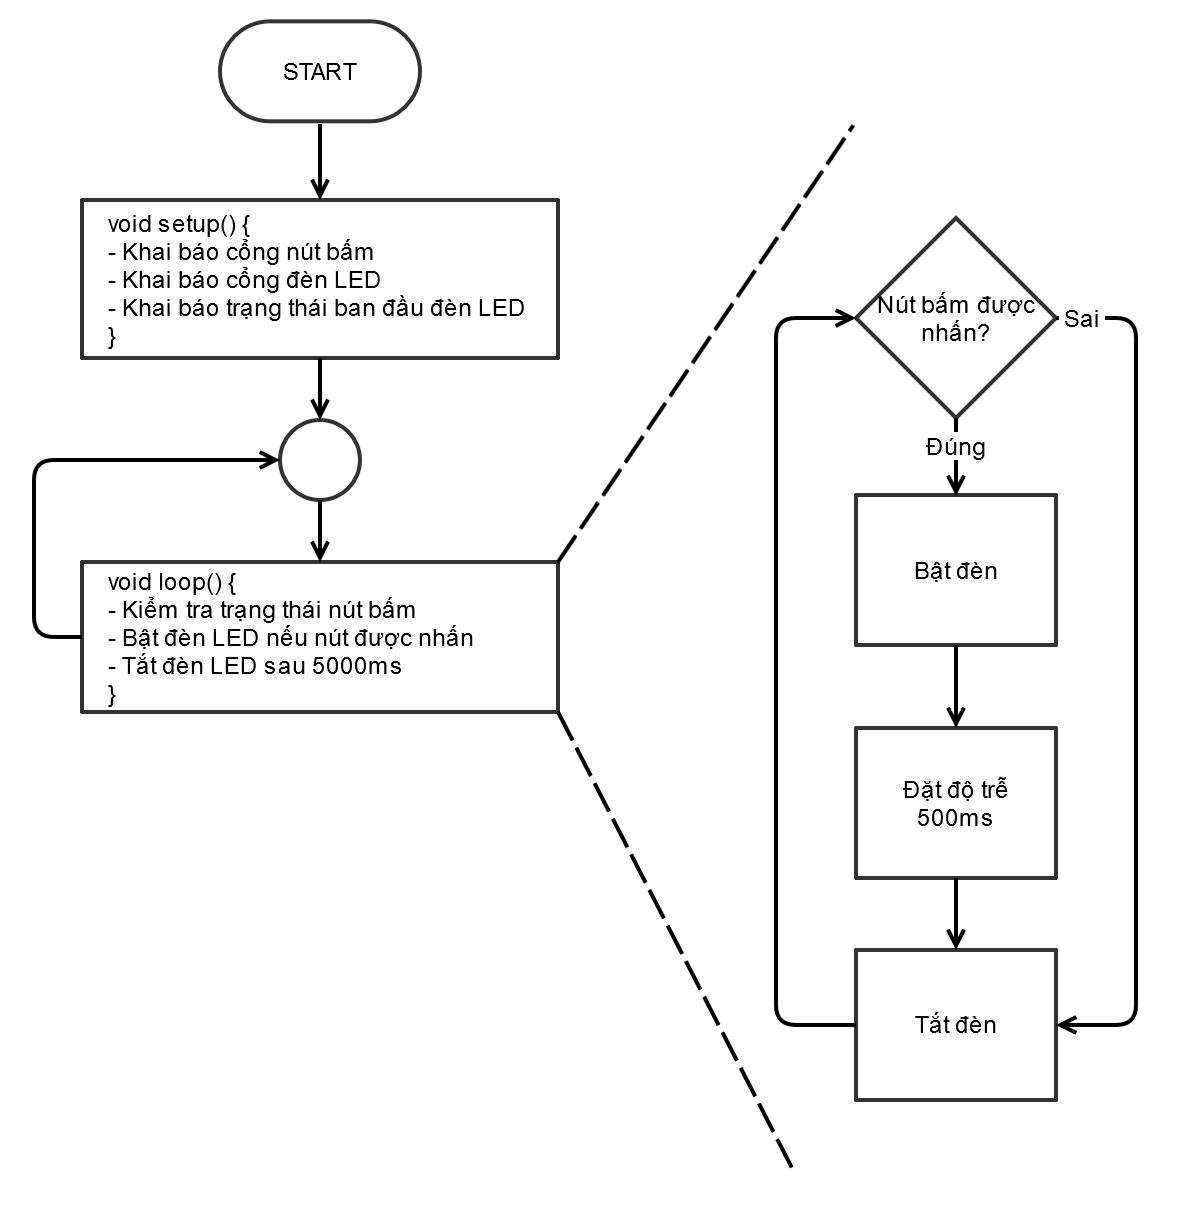 START
void setup() {
- Khai báo cổng nút bấm
- Khai báo cổng đèn LED
- Khai báo trạng thái ban đầu đèn LED
}
void loop() {
- Kiểm tra trạng thái nút bấm
- Bật đèn LED nếu nút được nhấn
- Tắt đèn LED sau 5000ms
}
Nút bấm được
nhấn?
Sai
Đúng
Bật đèn
Đặt độ trễ
500ms
Tắt đèn